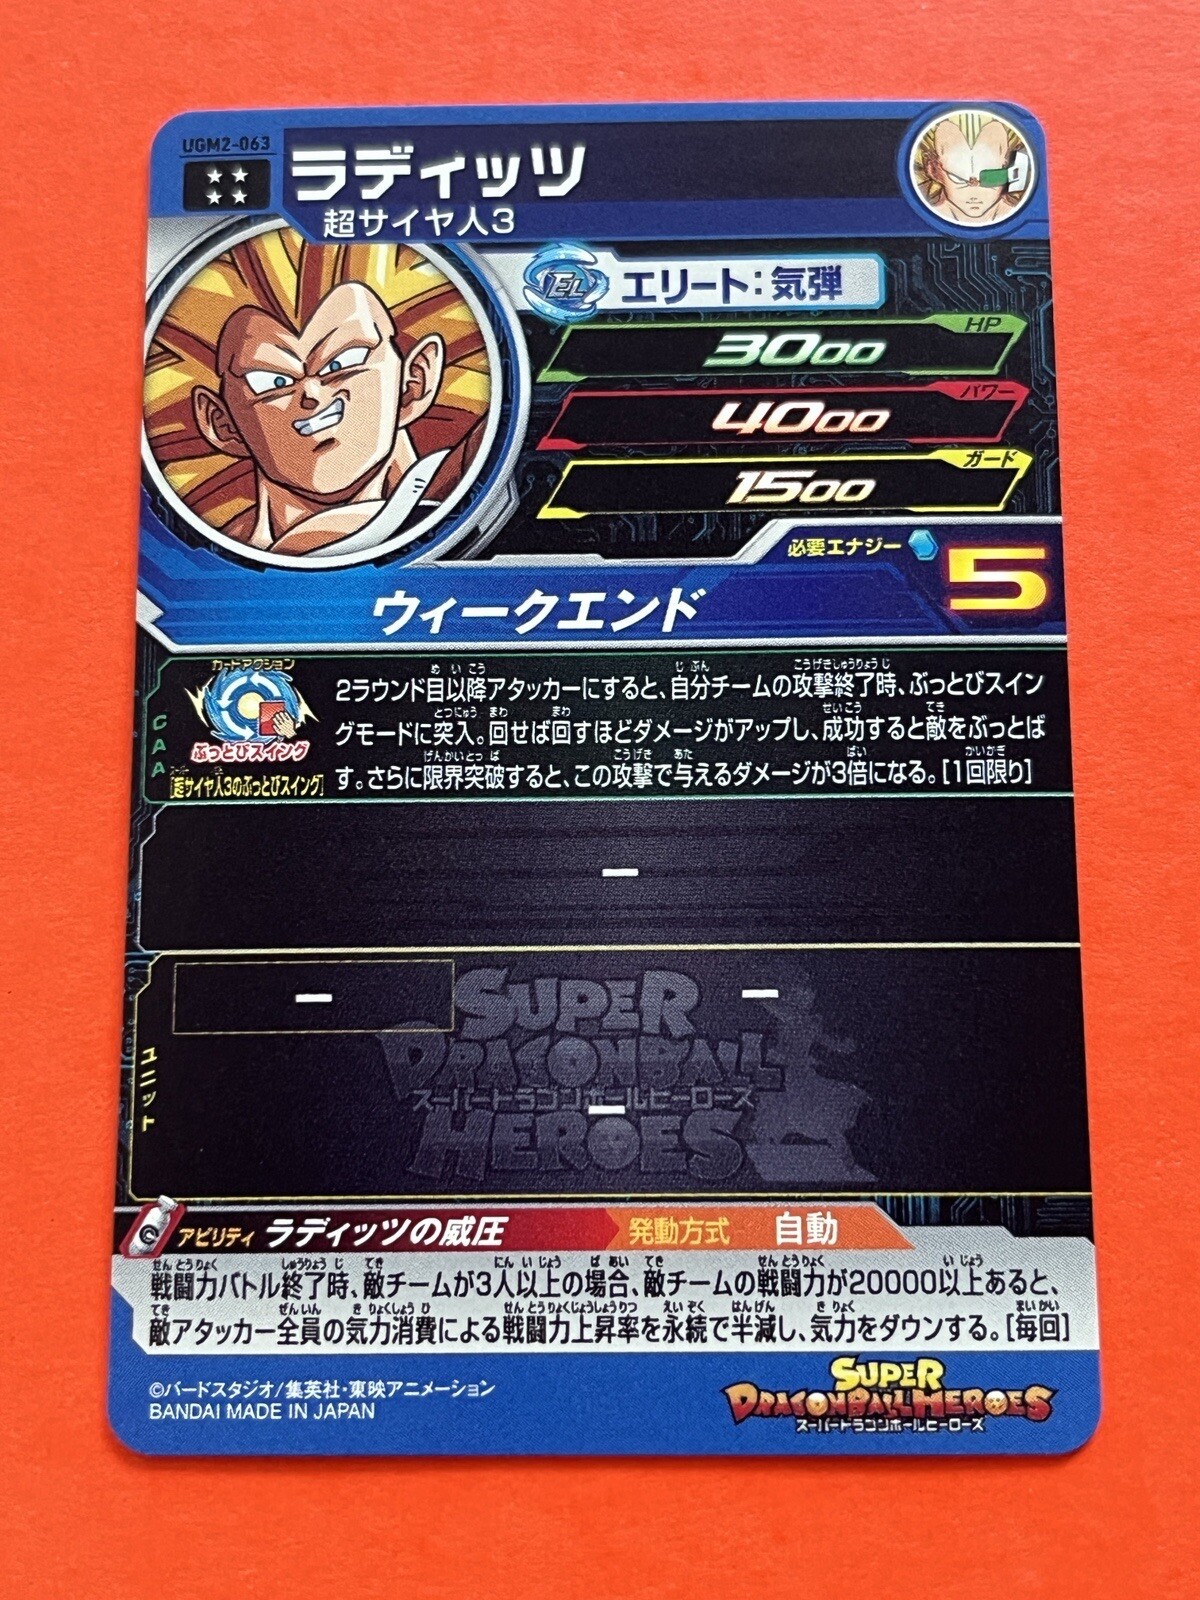 UGM2-063
ラディッツ
超サイヤ人3
EL エリート:気弾
HP
3000
パワー
4000
ガード
1500
必要エナジー 5
ウィークエンド
CAA
カードアクション
ぶっとびスイング
[超サイヤ人3のぶっとびスイング]
2ラウンド目以降アタッカーにすると、自分チームの攻撃終了時、ぶっとびスイン
グモードに突入。回せば回すほどダメージがアップし、成功すると敵をぶっとば
す。さらに限界突破すると、この攻撃で与えるダメージが3倍になる。[1回限り]
ー
ユニット
ー ー
ー
SUPER
DRAGONBALL
スーパードラゴンボールヒーローズ
HEROES
アビリティ ラディッツの威圧 発動方式 自動
戦闘力バトル終了時、敵チームが3人以上の場合、敵チームの戦闘力が20000以上あると、
敵アタッカー全員の気力消費による戦闘力上昇率を永続で半減し、気力をダウンする。[毎回]
©バードスタジオ/集英社・東映アニメーション
BANDAI MADE IN JAPAN
SUPER
DRAGONBALL HEROES
スーパードラゴンボールヒーローズ